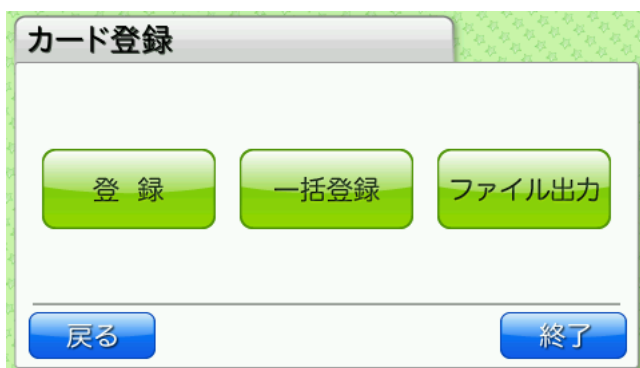 カード登録
登 録
一括登録
ファイル出力
戻る
終了